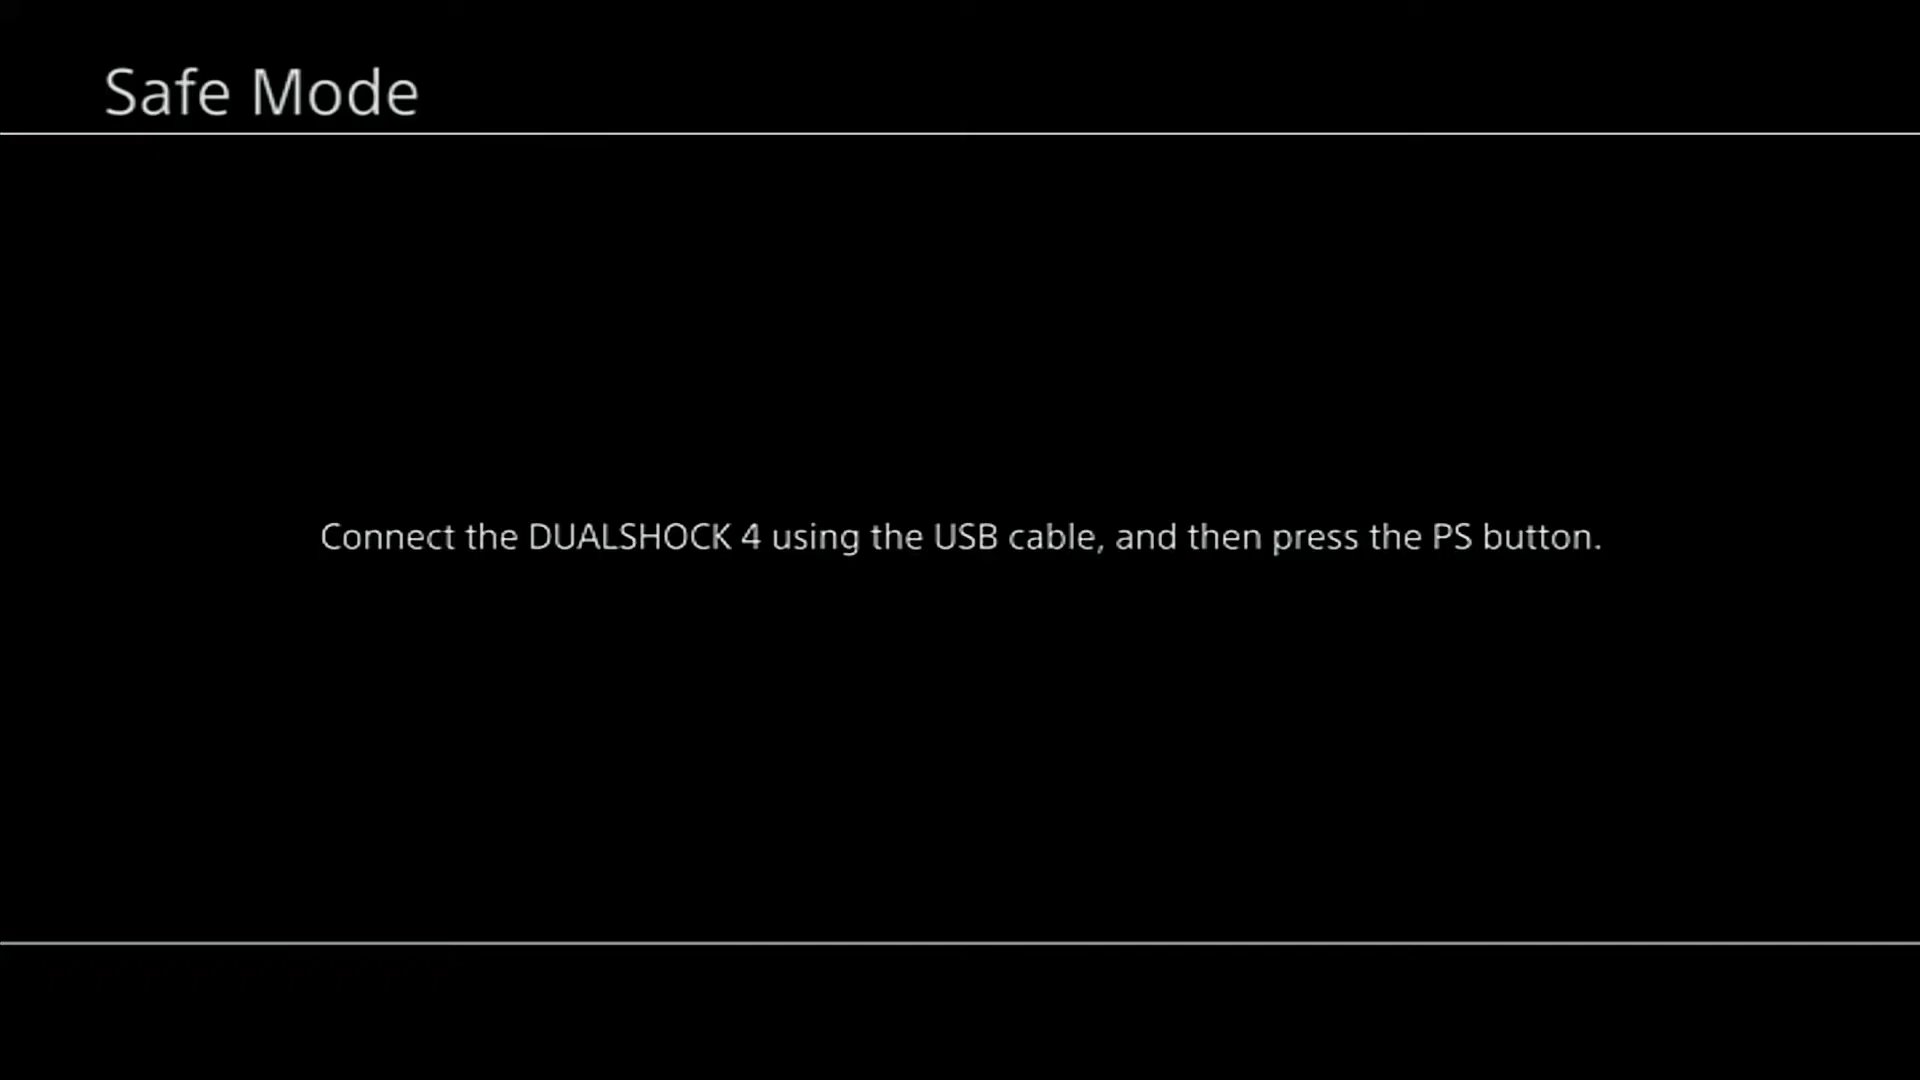 Safe Mode
Connect the DUALSHOCK 4 using the USB cable, and then press the PS button.